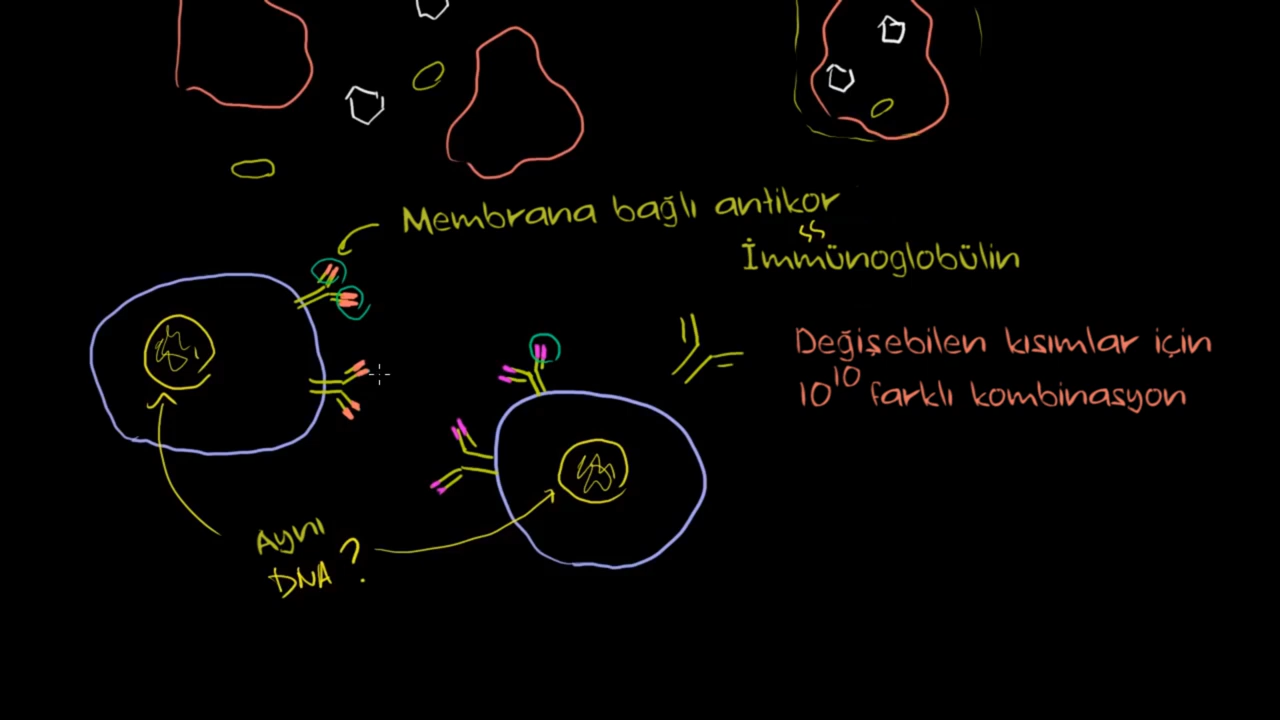 Membrana bağlı antikor
İmmünoglobülin
Değişebilen kısımlar için
10¹⁰ farklı kombinasyon
Aynı
DNA?